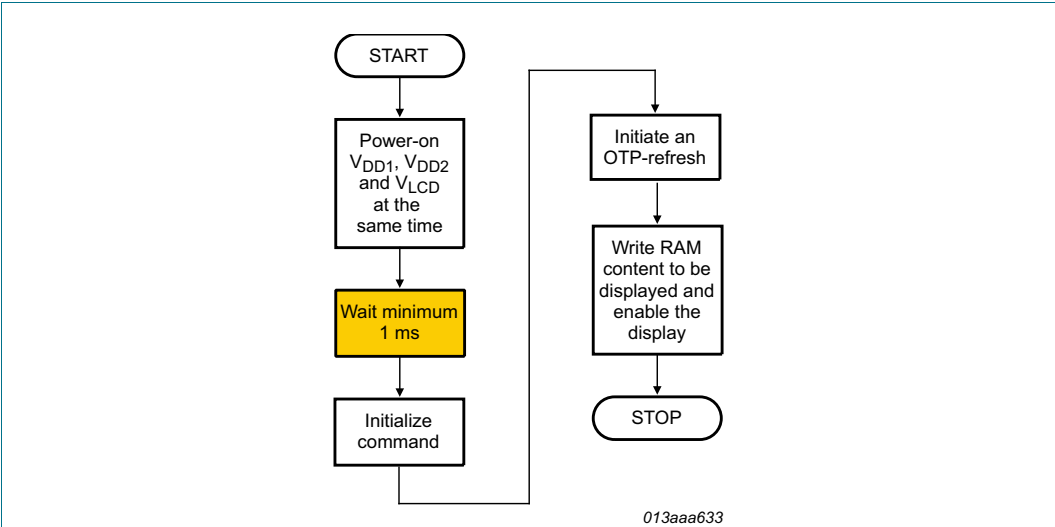 START
Power-on
VDD1, VDD2
and VLCD
at the
same time
Wait minimum
1 ms
Initialize
command
Initiate an
OTP-refresh
Write RAM
content to be
displayed and
enable the
display
STOP
013aaa633